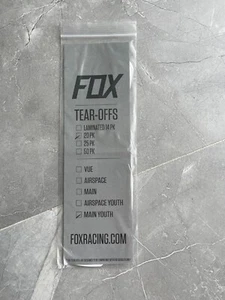 FOX
TEAR-OFFS
LAMINATED 14 PK
20 PK
25 PK
50 PK
VUE
AIRSPACE
MAIN
AIRSPACE YOUTH
MAIN YOUTH
FOXRACING.COM